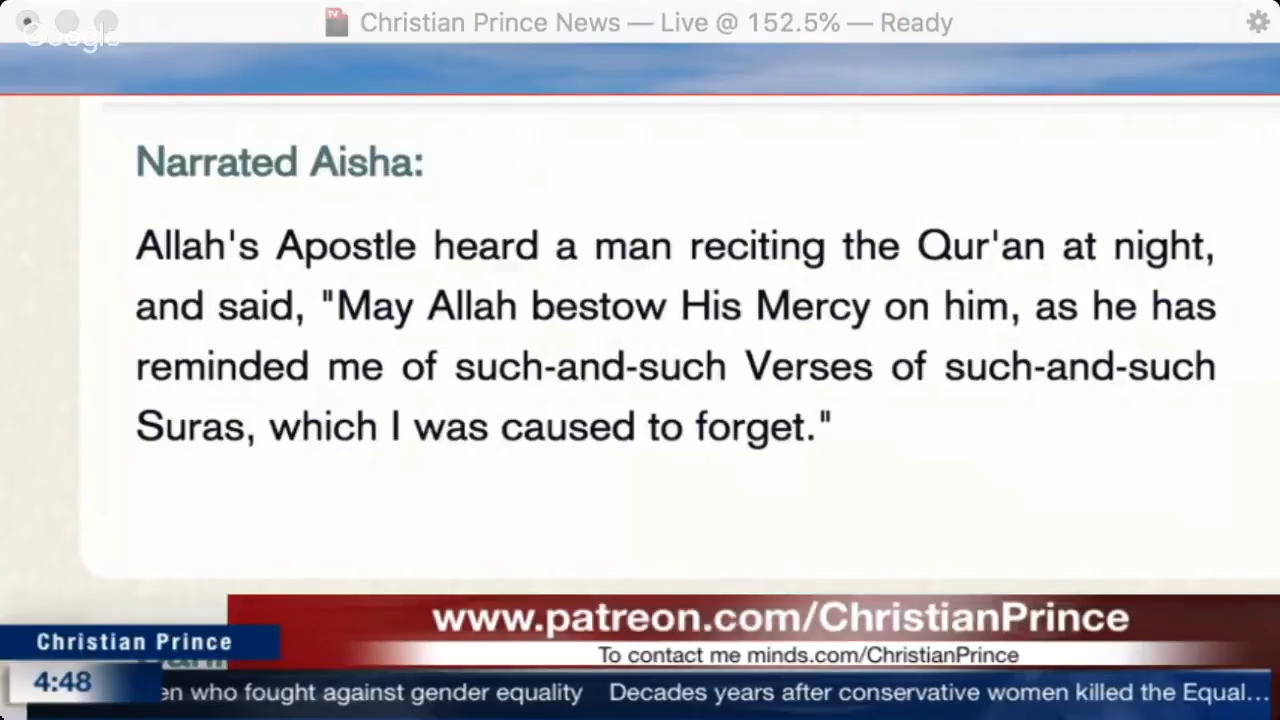 Christian Prince News — Live @ 152.5% — Ready
Google
Narrated Aisha:
Allah's Apostle heard a man reciting the Qur'an at night,
and said, "May Allah bestow His Mercy on him, as he has
reminded me of such-and-such Verses of such-and-such
Suras, which I was caused to forget."
www.patreon.com/ChristianPrince
To contact me minds.com/ChristianPrince
Christian Prince
4:48
en who fought against gender equality Decades years after conservative women killed the Equal...